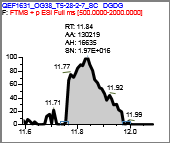 QEF1631_OG38_T5-28-2-7_SC DGDG
F: FTMS + p ESI Full ms [500.0000-2000.0000]
RT: 11.84
AA: 130219
AH: 16635
SN: 1.97E+016
100
80
60
40
20
0
11.77
11.92
11.71
11.99
11.6
11.8
12.0